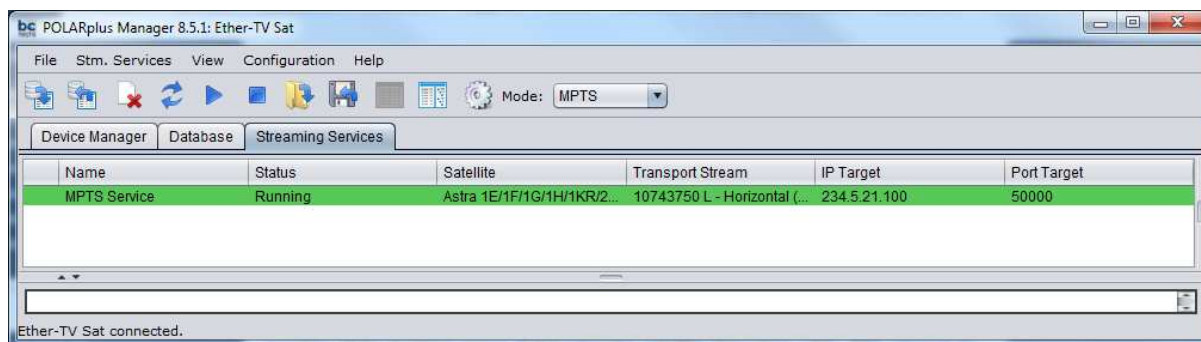 bc POLARplus Manager 8.5.1: Ether-TV Sat
File Stm. Services View Configuration Help
Mode: MPTS
Device Manager Database Streaming Services
Name Status Satellite Transport Stream IP Target Port Target
MPTS Service Running Astra 1E/1F/1G/1H/1KR/2... 10743750 L - Horizontal (... 234.5.21.100 50000
Ether-TV Sat connected.